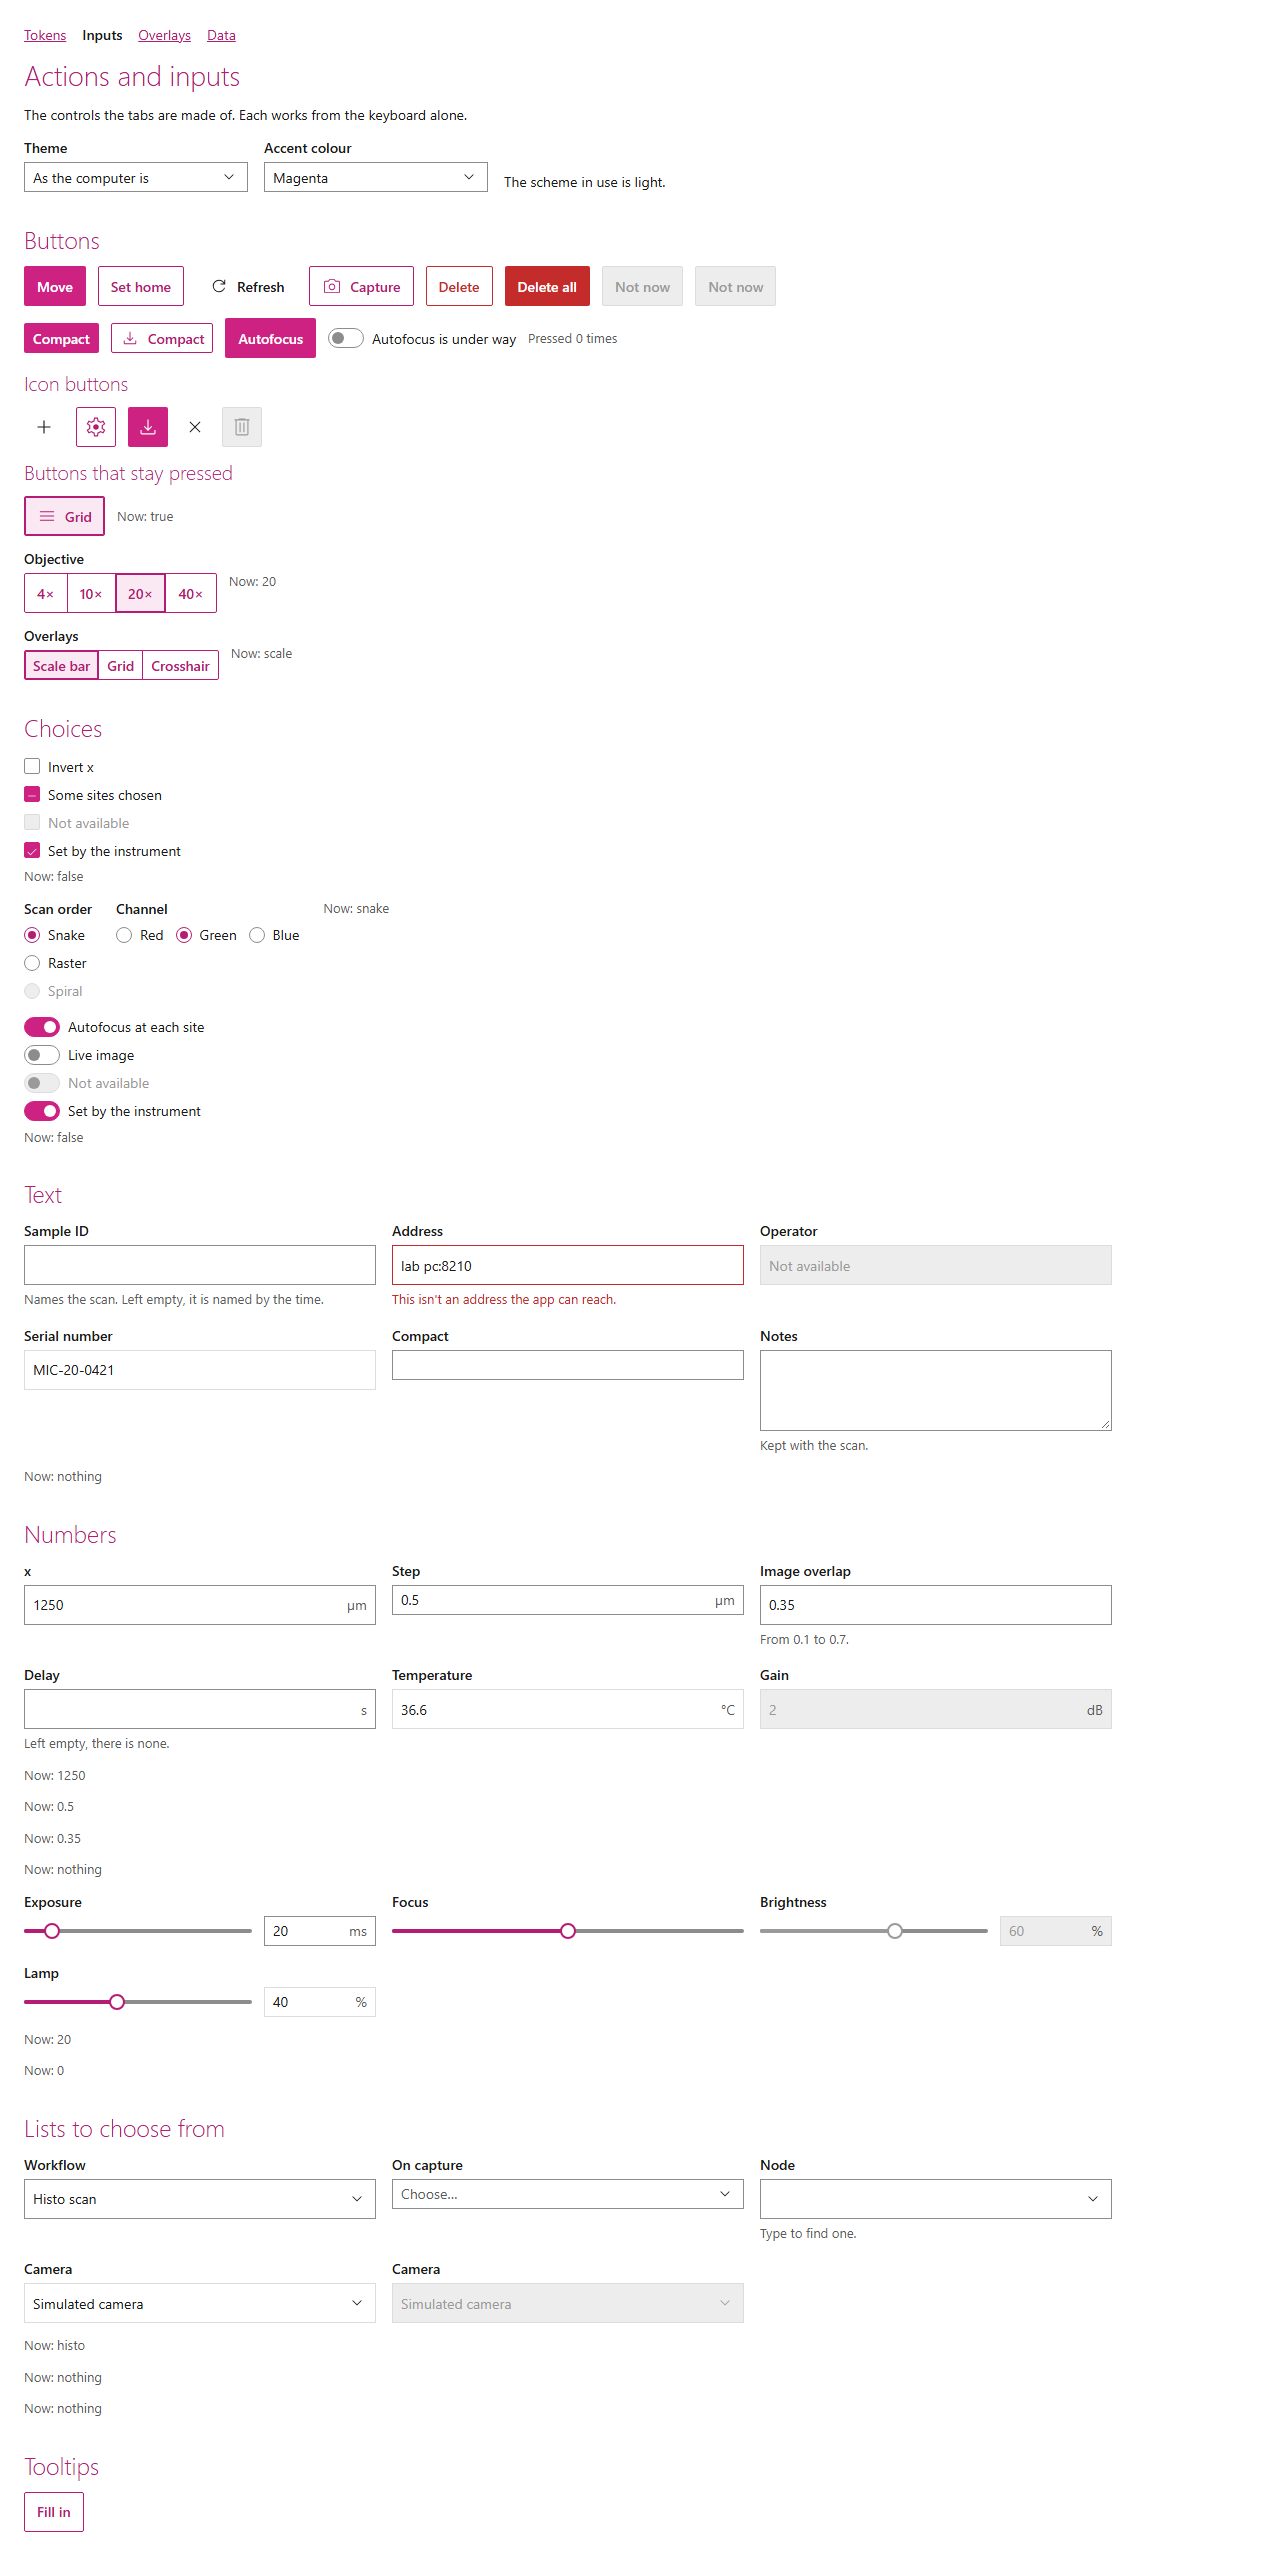 Tokens Inputs Overlays Data
Actions and inputs
The controls the tabs are made of. Each works from the keyboard alone.
Theme Accent colour
As the computer is Magenta The scheme in use is light.
Buttons
Move Set home Refresh Capture Delete Delete all Not now Not now
Compact Compact Autofocus Autofocus is under way Pressed 0 times
Icon buttons
Buttons that stay pressed
Grid Now: true
Objective
4× 10× 20× 40× Now: 20
Overlays
Scale bar Grid Crosshair Now: scale
Choices
Invert x
Some sites chosen
Not available
Set by the instrument
Now: false
Scan order Channel Now: snake
Snake Red Green Blue
Raster
Spiral
Autofocus at each site
Live image
Not available
Set by the instrument
Now: false
Text
Sample ID Address Operator
lab pc:8210 Not available
Names the scan. Left empty, it is named by the time. This isn't an address the app can reach.
Serial number Compact Notes
MIC-20-0421
Kept with the scan.
Now: nothing
Numbers
x Step Image overlap
1250 µm 0.5 µm 0.35
From 0.1 to 0.7.
Delay Temperature Gain
s 36.6 °C 2 dB
Left empty, there is none.
Now: 1250
Now: 0.5
Now: 0.35
Now: nothing
Exposure Focus Brightness
20 ms 60 %
Lamp
40 %
Now: 20
Now: 0
Lists to choose from
Workflow On capture Node
Histo scan Choose... 
Type to find one.
Camera Camera
Simulated camera Simulated camera
Now: histo
Now: nothing
Now: nothing
Tooltips
Fill in